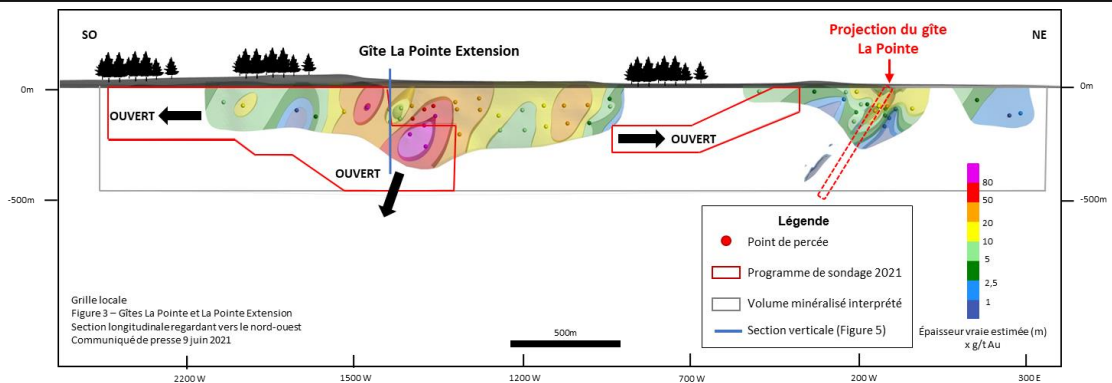 SO
Gîte La Pointe Extension
Projection du gîte
La Pointe
NE
0m
0m
OUVERT
OUVERT
OUVERT
-500m
-500m
Légende
Point de percée
Programme de sondage 2021
Volume minéralisé interprété
Section verticale (Figure 5)
80
50
20
10
5
2,5
1
Épaisseur vraie estimée (m)
x g/t Au
Grille locale
Figure 3 – Gîtes La Pointe et La Pointe Extension
Section longitudinale regardant vers le nord-ouest
Communiqué de presse 9 juin 2021
500m
2200 W
1500 W
1200 W
700 W
200 W
300 E